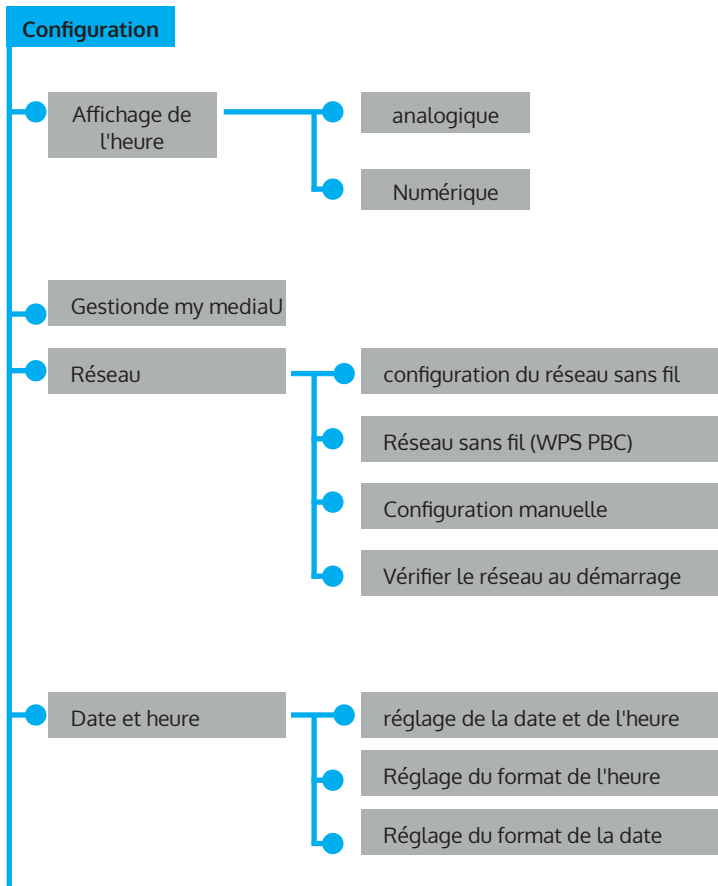 Configuration
Affichage de
l'heure
analogique
Numérique
Gestionde my mediaU
Réseau
configuration du réseau sans fil
Réseau sans fil (WPS PBC)
Configuration manuelle
Vérifier le réseau au démarrage
Date et heure
réglage de la date et de l'heure
Réglage du format de l'heure
Réglage du format de la date